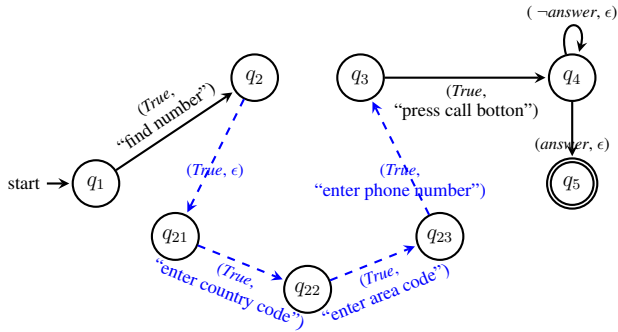 ( ¬answer, ϵ)
q2
q3
q4
(True,
“find number”)
(True,
“press call botton”)
(answer, ϵ)
(True, ϵ)
(True,
“enter phone number”)
start
q1
q5
q21
q23
(True,
“enter country code”)
q22
(True,
“enter area code”)